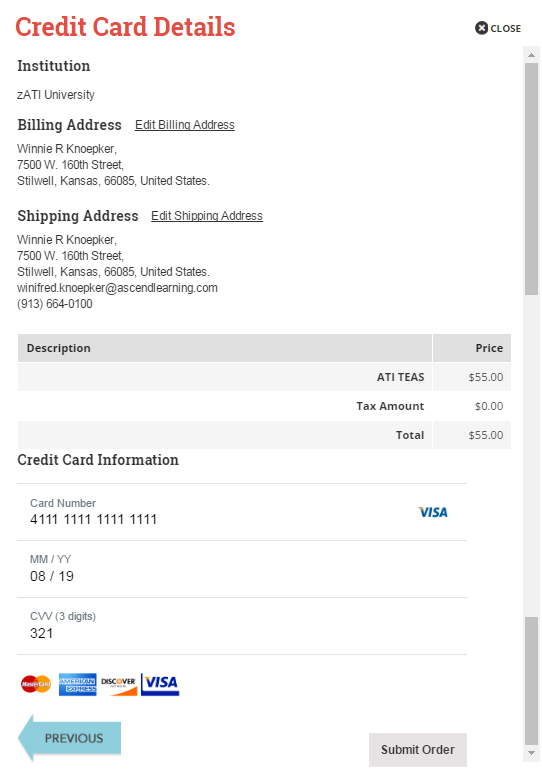 Credit Card Details
CLOSE
Institution
zATI University
Billing Address Edit Billing Address
Winnie R Knoepker,
7500 W. 160th Street,
Stilwell, Kansas, 66085, United States.
Shipping Address Edit Shipping Address
Winnie R Knoepker,
7500 W. 160th Street,
Stilwell, Kansas, 66085, United States.
winifred.knoepker@ascendlearning.com
(913) 664-0100
Description Price
ATI TEAS $55.00
Tax Amount $0.00
Total $55.00
Credit Card Information
Card Number
4111 1111 1111 1111 VISA
MM / YY
08 / 19
CVV (3 digits)
321
MasterCard AMERICAN EXPRESS DISCOVER NETWORK VISA
PREVIOUS
Submit Order